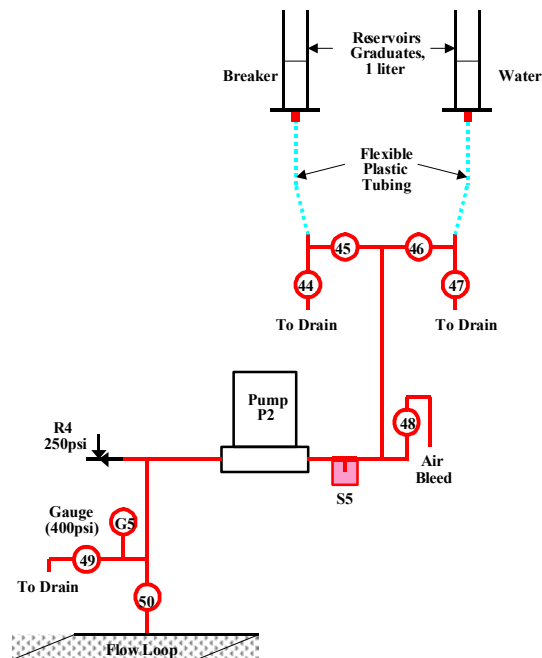 Reservoirs
Graduates,
1 liter
Breaker
Water
Flexible
Plastic
Tubing
45
46
44
47
To Drain
To Drain
Pump
P2
48
R4
250psi
Air
Bleed
S5
Gauge
(400psi)
G5
49
To Drain
50
Flow Loop